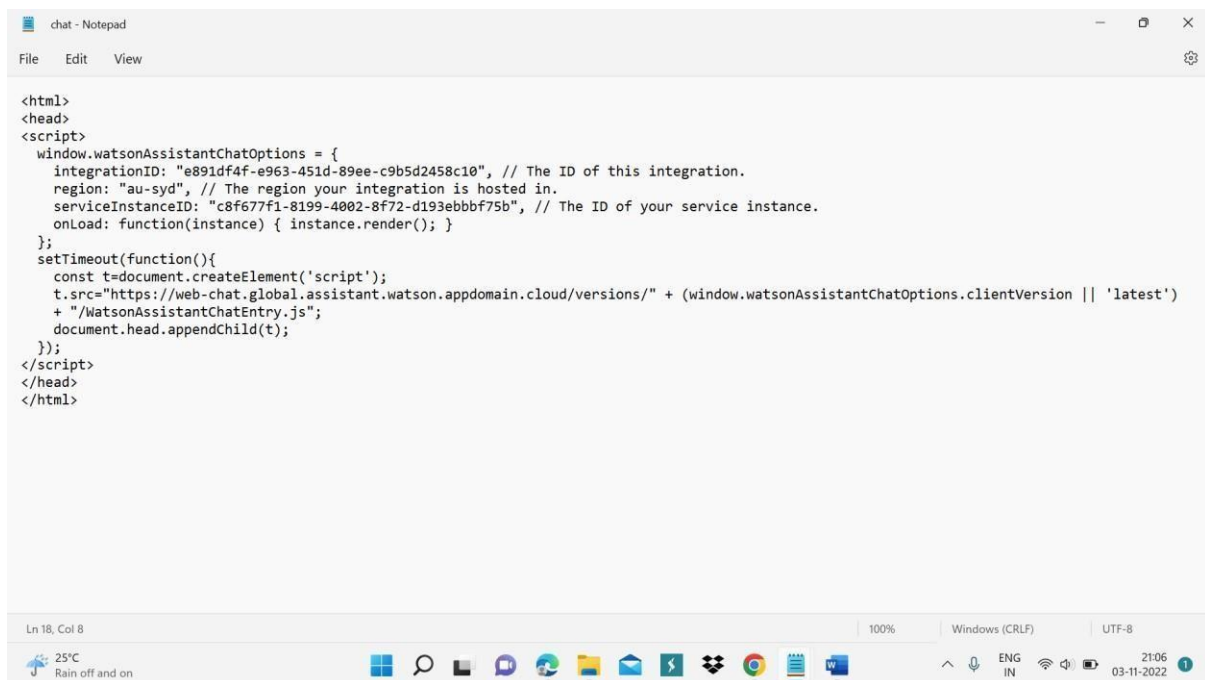 chat - Notepad
File Edit View
<html>
<head>
<script>
  window.watsonAssistantChatOptions = {
    integrationID: "e891df4f-e963-451d-89ee-c9b5d2458c10", // The ID of this integration.
    region: "au-syd", // The region your integration is hosted in.
    serviceInstanceID: "c8f677f1-8199-4002-8f72-d193ebbbf75b", // The ID of your service instance.
    onLoad: function(instance) { instance.render(); }
  };
  setTimeout(function(){
    const t=document.createElement('script');
    t.src="https://web-chat.global.assistant.watson.appdomain.cloud/versions/" + (window.watsonAssistantChatOptions.clientVersion || 'latest')
    + "/WatsonAssistantChatEntry.js";
    document.head.appendChild(t);
  });
</script>
</head>
</html>
Ln 18, Col 8 100% Windows (CRLF) UTF-8
25°C
Rain off and on
ENG
IN
21:06
03-11-2022
1